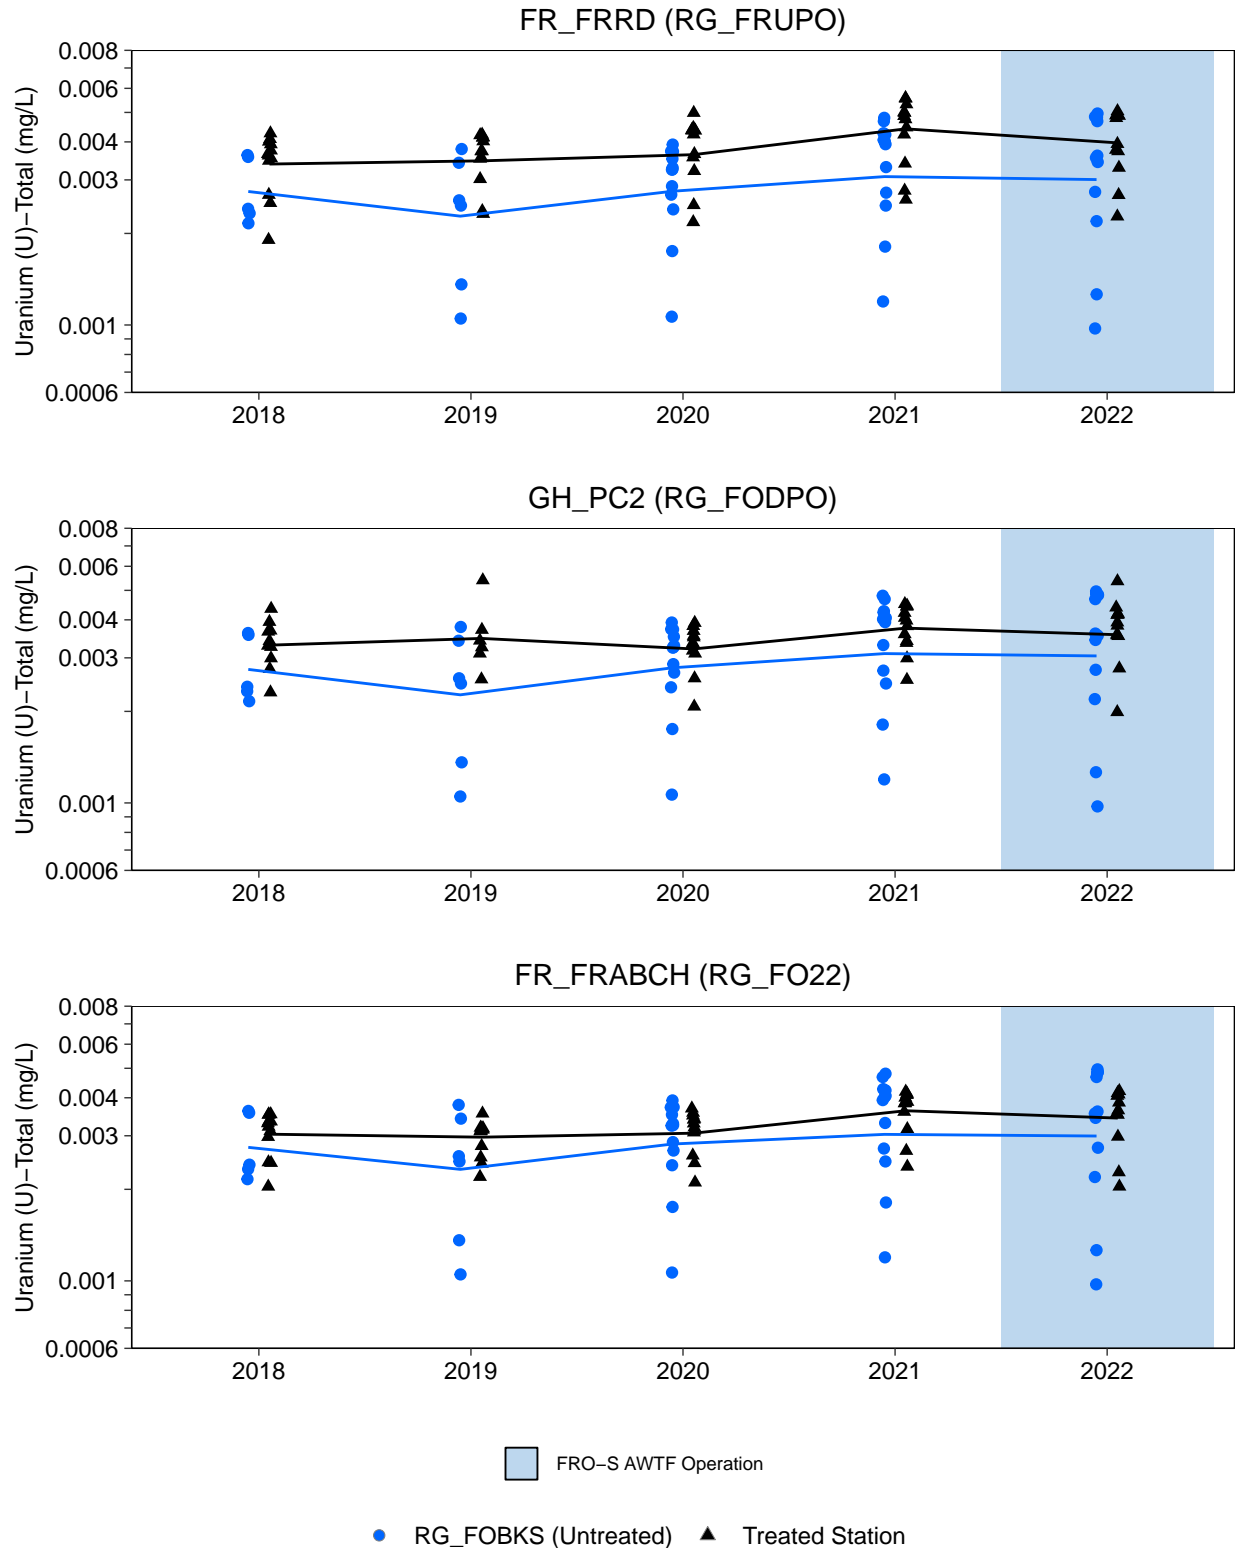 FR_FRRD (RG_FRUPO)
Uranium (U)−Total (mg/L)
0.008
0.006
0.004
0.003
0.001
0.0006
2018 2019 2020 2021 2022
GH_PC2 (RG_FODPO)
Uranium (U)−Total (mg/L)
0.008
0.006
0.004
0.003
0.001
0.0006
2018 2019 2020 2021 2022
FR_FRABCH (RG_FO22)
Uranium (U)−Total (mg/L)
0.008
0.006
0.004
0.003
0.001
0.0006
2018 2019 2020 2021 2022
FRO−S AWTF Operation
RG_FOBKS (Untreated) Treated Station